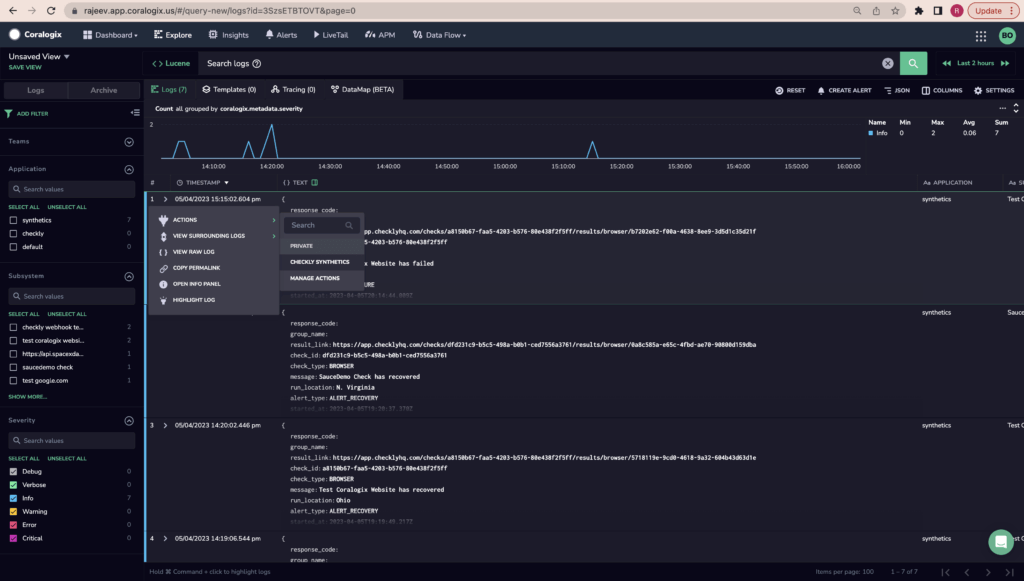 rajeev.app.coralogix.us/#/query-new/logs?id=3SzsETBTOVT&page=0
R
Update
Coralogix
Dashboard
Explore
Insights
Alerts
LiveTail
APM
Data Flow
BO
Unsaved View
SAVE VIEW
Lucene
Search logs
Last 2 hours
Logs
Archive
Logs (7)
Templates (0)
Tracing (0)
DataMap (BETA)
RESET
CREATE ALERT
JSON
COLUMNS
SETTINGS
ADD FILTER
Count all grouped by coralogix.metadata.severity
2
Name Min Max Avg Sum
Info 0 2 0.06 7
14:10:00 14:20:00 14:30:00 14:40:00 14:50:00 15:00:00 15:10:00 15:20:00 15:30:00 15:40:00 15:50:00 16:00:00
Teams
Application
Search values
SELECT ALL UNSELECT ALL
synthetics 7
checkly 0
default 0
Subsystem
Search values
SELECT ALL UNSELECT ALL
checkly webhook te... 2
test coralogix websi... 2
https://api.spacexda... 1
saucedemo check 1
test google.com 1
SHOW MORE...
Severity
Search values
SELECT ALL UNSELECT ALL
Debug 0
Verbose 0
Info 7
Warning 0
Error 0
Critical 0
# TIMESTAMP { } TEXT Aa APPLICATION Aa S
1 05/04/2023 15:15:02.604 pm { synthetics Test C
response_code:
pp.checklyhq.com/checks/a8150b67-faa5-4203-b576-80e438f2f5ff/results/browser/b7202e62-f00a-4638-8ee9-3d5d1c35d21f
5-4203-b576-80e438f2f5ff
x Website has failed
URE
started_at: 2022-04-05T20:14:44.889Z
ACTIONS
VIEW SURROUNDING LOGS
VIEW RAW LOG
COPY PERMALINK
OPEN INFO PANEL
HIGHLIGHT LOG
Search
PRIVATE
CHECKLY SYNTHETICS
MANAGE ACTIONS
{ synthetics Sauce
response_code:
group_name:
result_link: https://app.checklyhq.com/checks/dfd231c9-b5c5-498a-b0b1-ced7556a3761/results/browser/0a8c585a-e65c-4fbd-ae70-90800d159dba
check_id: dfd231c9-b5c5-498a-b0b1-ced7556a3761
check_type: BROWSER
message: SauceDemo Check has recovered
run_location: N. Virginia
alert_type: ALERT_RECOVERY
3 05/04/2023 14:20:02.446 pm { synthetics Test C
response_code:
group_name:
result_link: https://app.checklyhq.com/checks/a8150b67-faa5-4203-b576-80e438f2f5ff/results/browser/5718119e-9cd0-4618-9a32-604b43d63d1e
check_id: a8150b67-faa5-4203-b576-80e438f2f5ff
check_type: BROWSER
message: Test Coralogix Website has recovered
run_location: Ohio
alert_type: ALERT_RECOVERY
4 05/04/2023 14:19:06.544 pm { synthetics Test C
response_code:
group_name:
Hold ⌘ Command + click to highlight logs
Items per page: 100
1 - 7 of 7